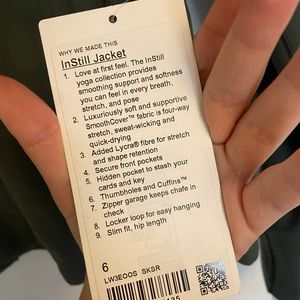 WHY WE MADE THIS
InStill Jacket
1. Love at first feel. The InStill
yoga collection provides
smoothing support and softness
you can feel in every breath,
stretch, and pose
2. Luxuriously soft and supportive
SmoothCover™ fabric is four-way
stretch, sweat-wicking and
quick-drying
3. Added Lycra® fibre for stretch
and shape retention
4. Secure front pockets
5. Hidden pocket to stash your
cards and key
6. Thumbholes and Cuffins™
7. Zipper garage keeps chafe in
check
8. Locker loop for easy hanging
9. Slim fit, hip length
6
LW3EOOS SKSR